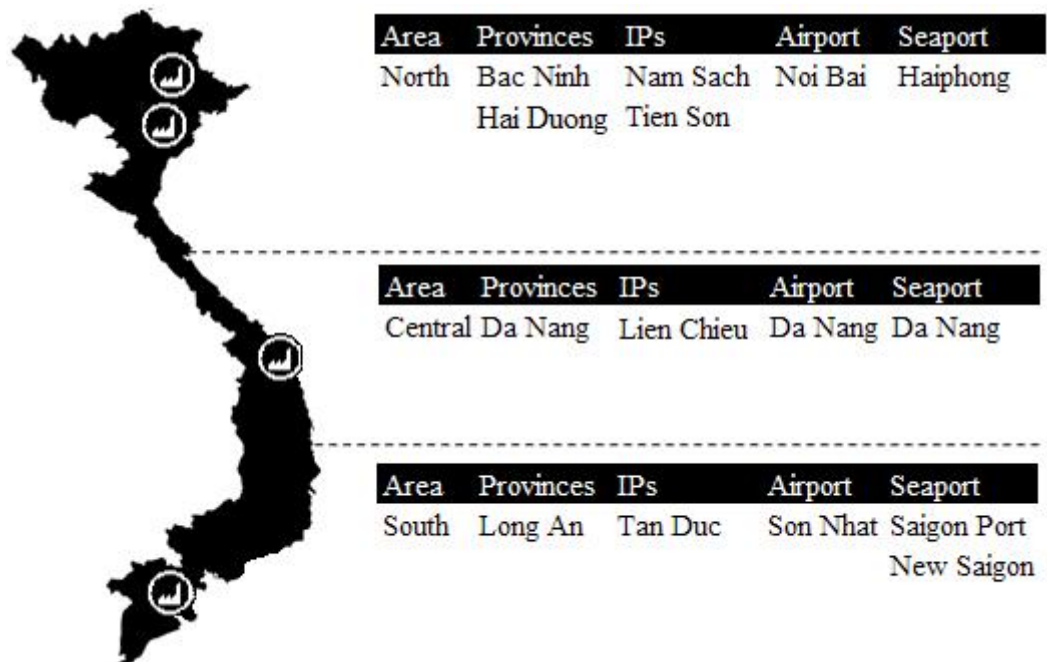 Area Provinces IPs Airport Seaport
North Bac Ninh Nam Sach Noi Bai Haiphong
Hai Duong Tien Son
Area Provinces IPs Airport Seaport
Central Da Nang Lien Chieu Da Nang Da Nang
Area Provinces IPs Airport Seaport
South Long An Tan Duc Son Nhat Saigon Port
New Saigon